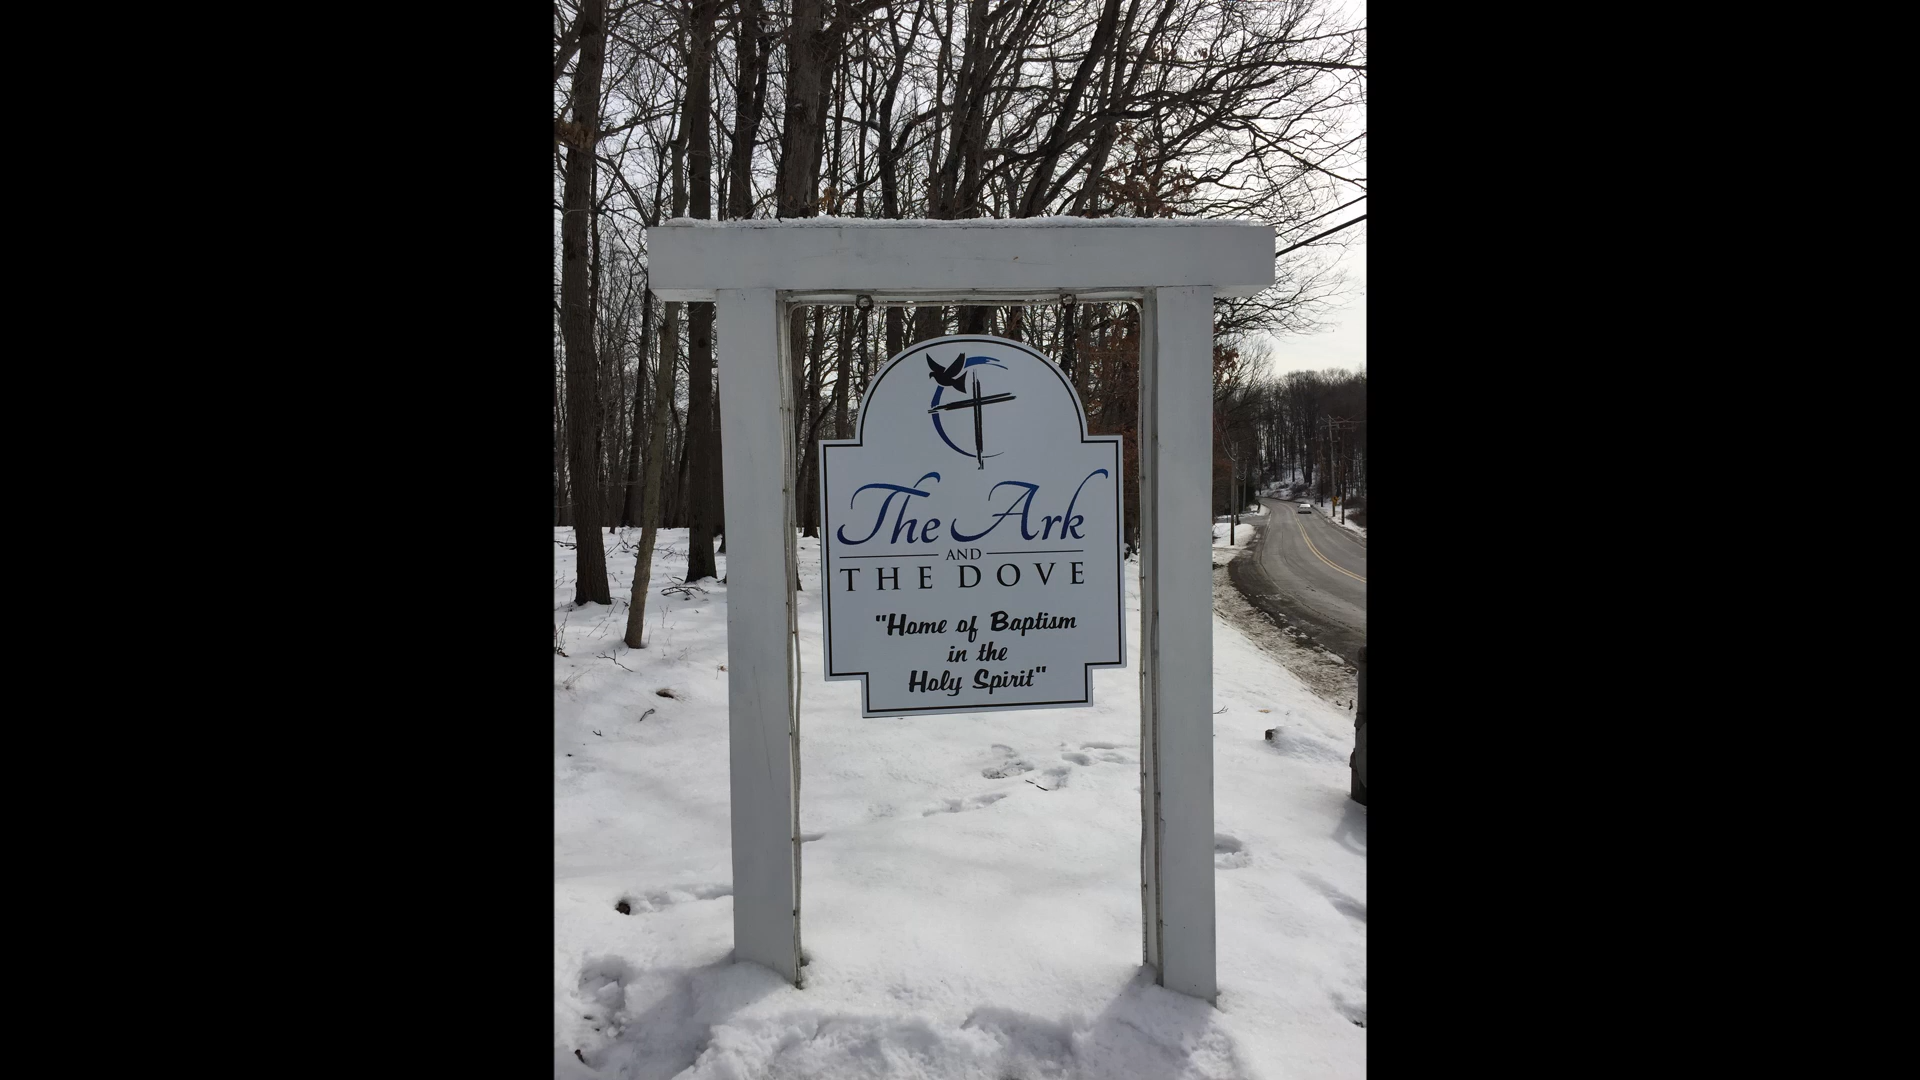 The Ark
AND
THE DOVE
"Home of Baptism
in the
Holy Spirit"